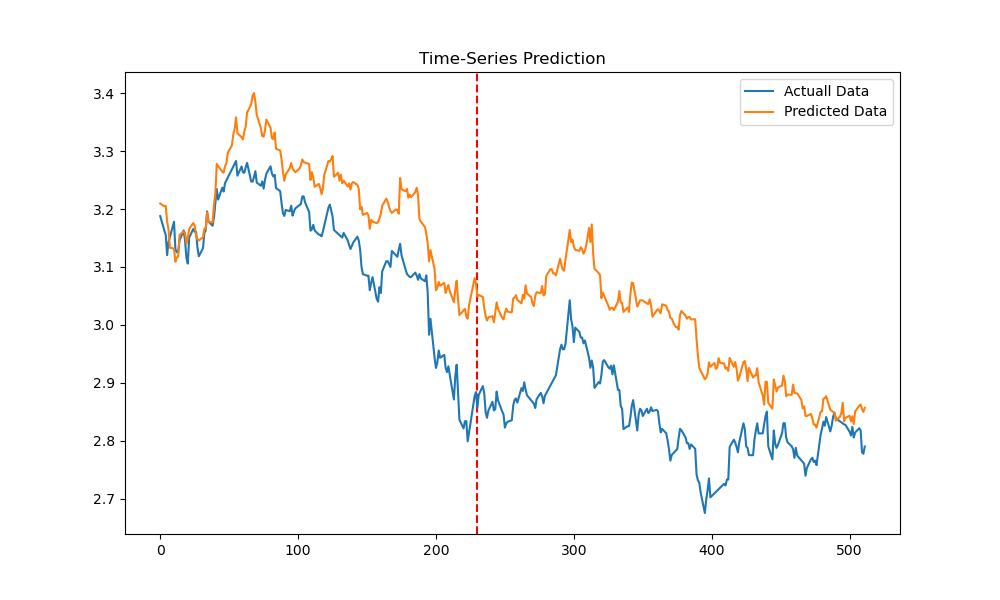 Time-Series Prediction
Actuall Data
Predicted Data
3.4
3.3
3.2
3.1
3.0
2.9
2.8
2.7
0 100 200 300 400 500